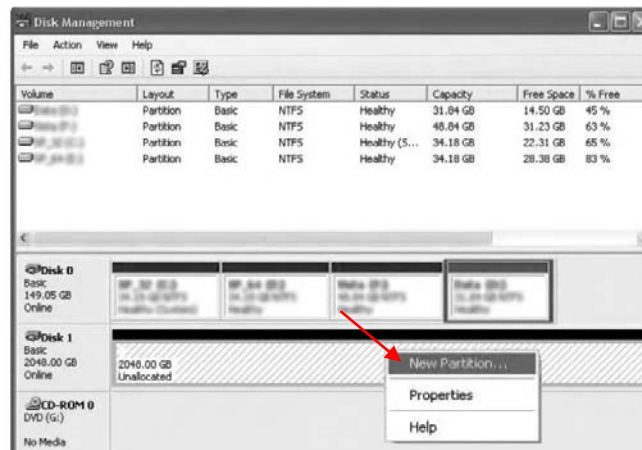 Disk Management
File Action View Help
Volume Layout Type File System Status Capacity Free Space % Free
Partition Basic NTFS Healthy 31.84 GB 14.50 GB 45 %
Partition Basic NTFS Healthy 48.84 GB 31.23 GB 63 %
Partition Basic NTFS Healthy (S... 34.18 GB 22.31 GB 65 %
Partition Basic NTFS Healthy 34.18 GB 28.38 GB 83 %
Disk 0
Basic
149.05 GB
Online
Disk 1
Basic
2048.00 GB
Online
2048.00 GB
Unallocated
New Partition...
Properties
Help
CD-ROM 0
DVD (G:)
No Media